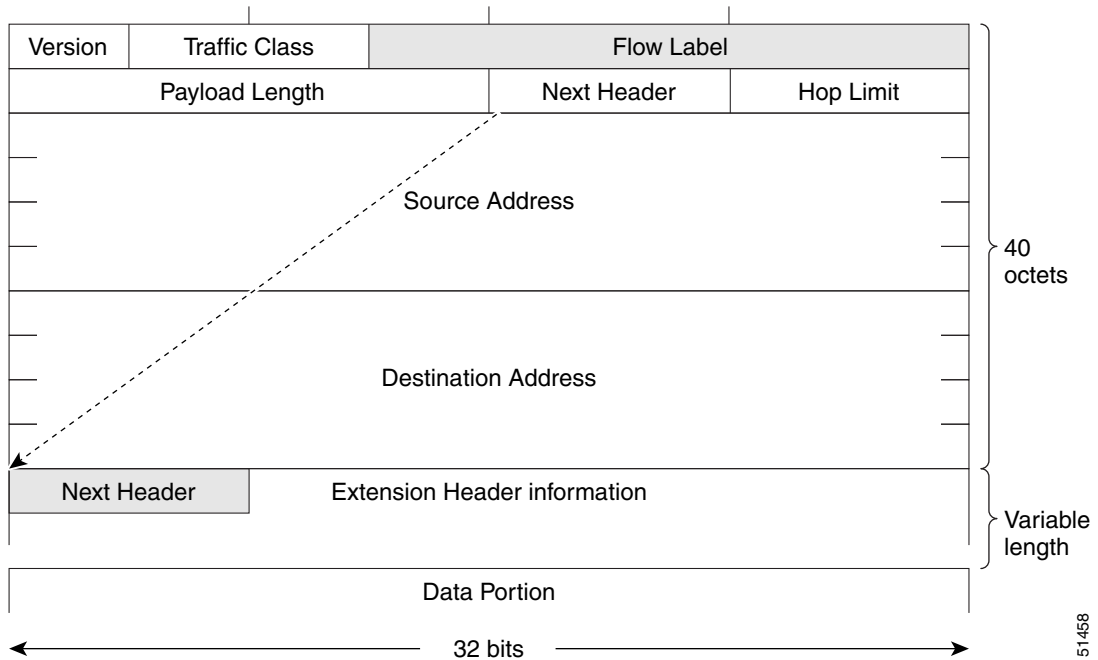 Version Traffic Class Flow Label
Payload Length Next Header Hop Limit
Source Address
40
octets
Destination Address
Next Header Extension Header information
Variable
length
Data Portion
32 bits
51458